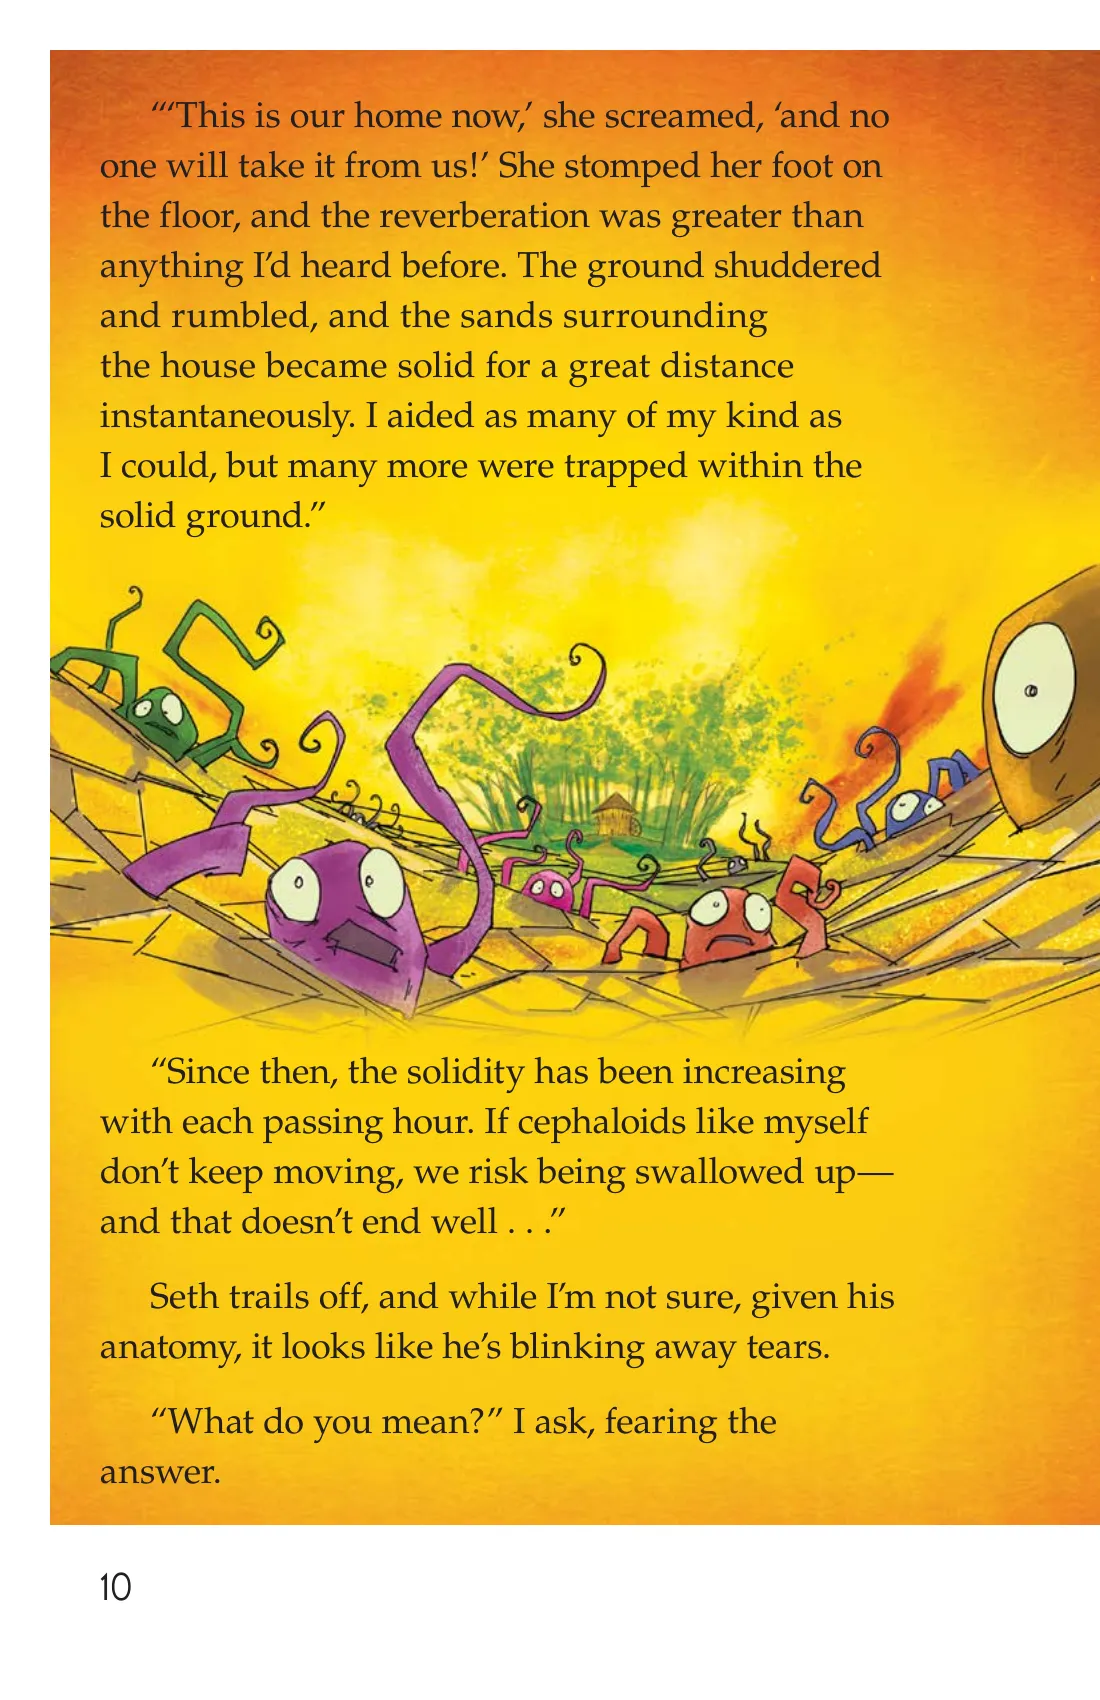 “‘This is our home now,’ she screamed, ‘and no
one will take it from us!’ She stomped her foot on
the floor, and the reverberation was greater than
anything I’d heard before. The ground shuddered
and rumbled, and the sands surrounding
the house became solid for a great distance
instantaneously. I aided as many of my kind as
I could, but many more were trapped within the
solid ground.”
“Since then, the solidity has been increasing
with each passing hour. If cephaloids like myself
don’t keep moving, we risk being swallowed up—
and that doesn’t end well . . .”
Seth trails off, and while I’m not sure, given his
anatomy, it looks like he’s blinking away tears.
“What do you mean?” I ask, fearing the
answer.
10